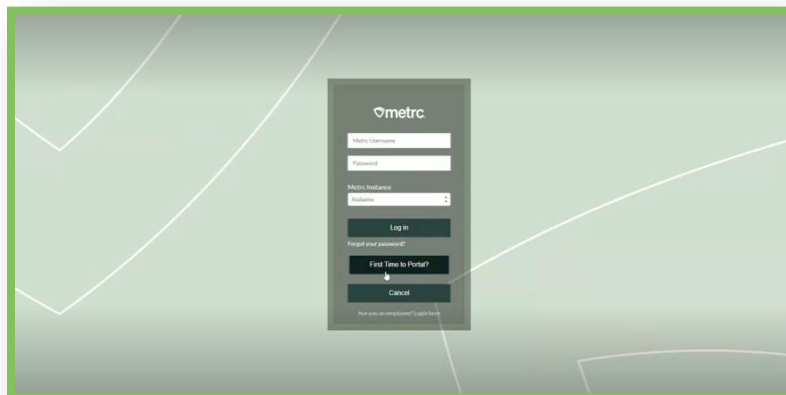 metrc
Metrc Username
Password
Metrc Instance
Alabama
Log in
Forgot your password?
First Time to Portal?
Cancel
Are you an employee? Login here